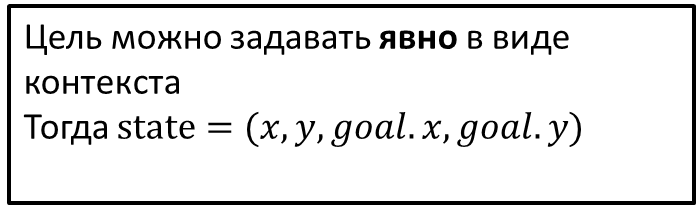 Цель можно задавать явно в виде
контекста
Тогда state = (x, y, goal. x, goal. y)